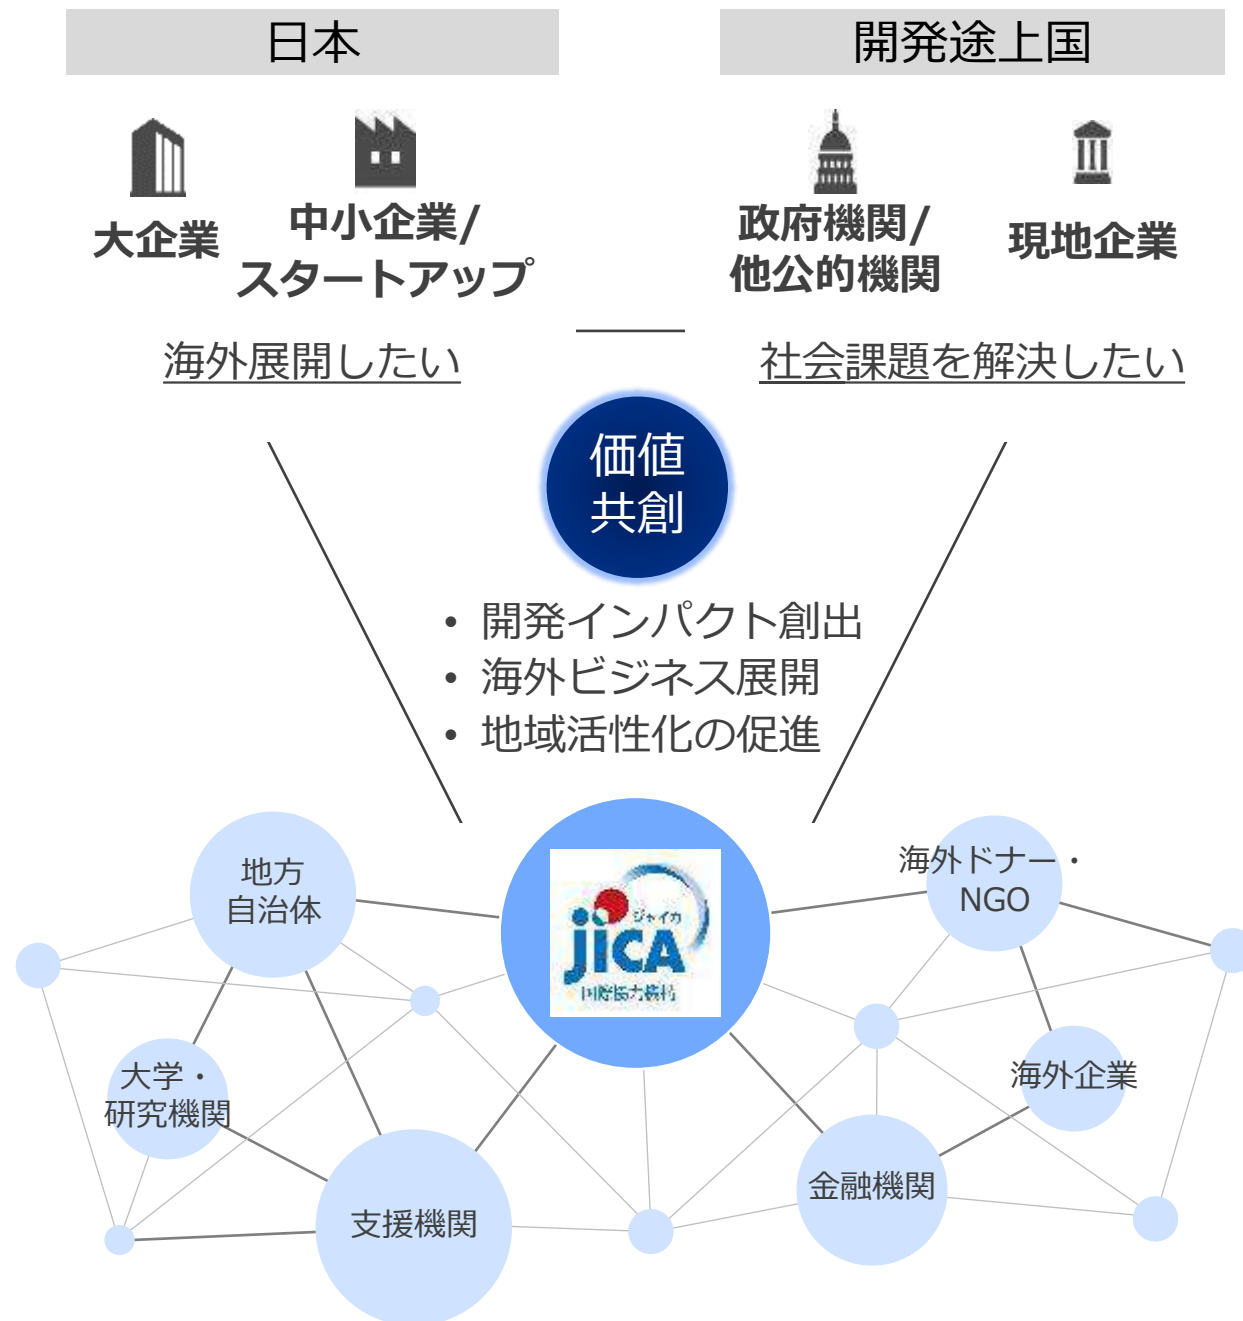 日本
開発途上国
大企業
中小企業/
スタートアップ
政府機関/
他公的機関
現地企業
海外展開したい
社会課題を解決したい
価値
共創
• 開発インパクト創出
• 海外ビジネス展開
• 地域活性化の促進
地方
自治体
ジャイカ
jICA
国際協力機構
海外ドナー・
NGO
大学・
研究機関
海外企業
支援機関
金融機関